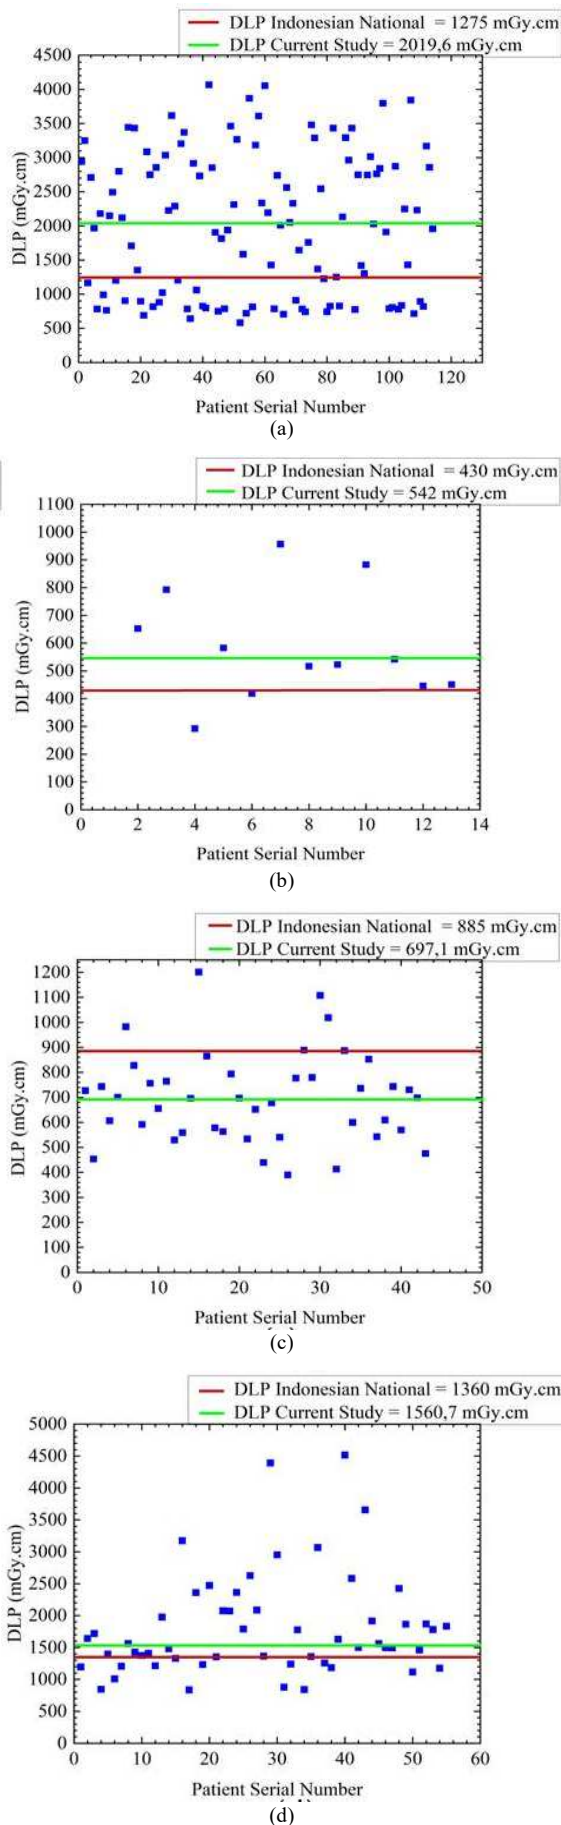 DLP Indonesian National = 1275 mGy.cm
DLP Current Study = 2019,6 mGy.cm
4500
4000
3500
3000
2500
2000
1500
1000
500
0
DLP (mGy.cm)
0 20 40 60 80 100 120
Patient Serial Number
(a)
DLP Indonesian National = 430 mGy.cm
DLP Current Study = 542 mGy.cm
1100
1000
900
800
700
600
500
400
300
200
100
0
DLP (mGy.cm)
0 2 4 6 8 10 12 14
Patient Serial Number
(b)
DLP Indonesian National = 885 mGy.cm
DLP Current Study = 697,1 mGy.cm
1200
1100
1000
900
800
700
600
500
400
300
200
100
0
DLP (mGy.cm)
0 10 20 30 40 50
Patient Serial Number
(c)
DLP Indonesian National = 1360 mGy.cm
DLP Current Study = 1560,7 mGy.cm
5000
4500
4000
3500
3000
2500
2000
1500
1000
500
0
DLP (mGy.cm)
0 10 20 30 40 50 60
Patient Serial Number
(d)